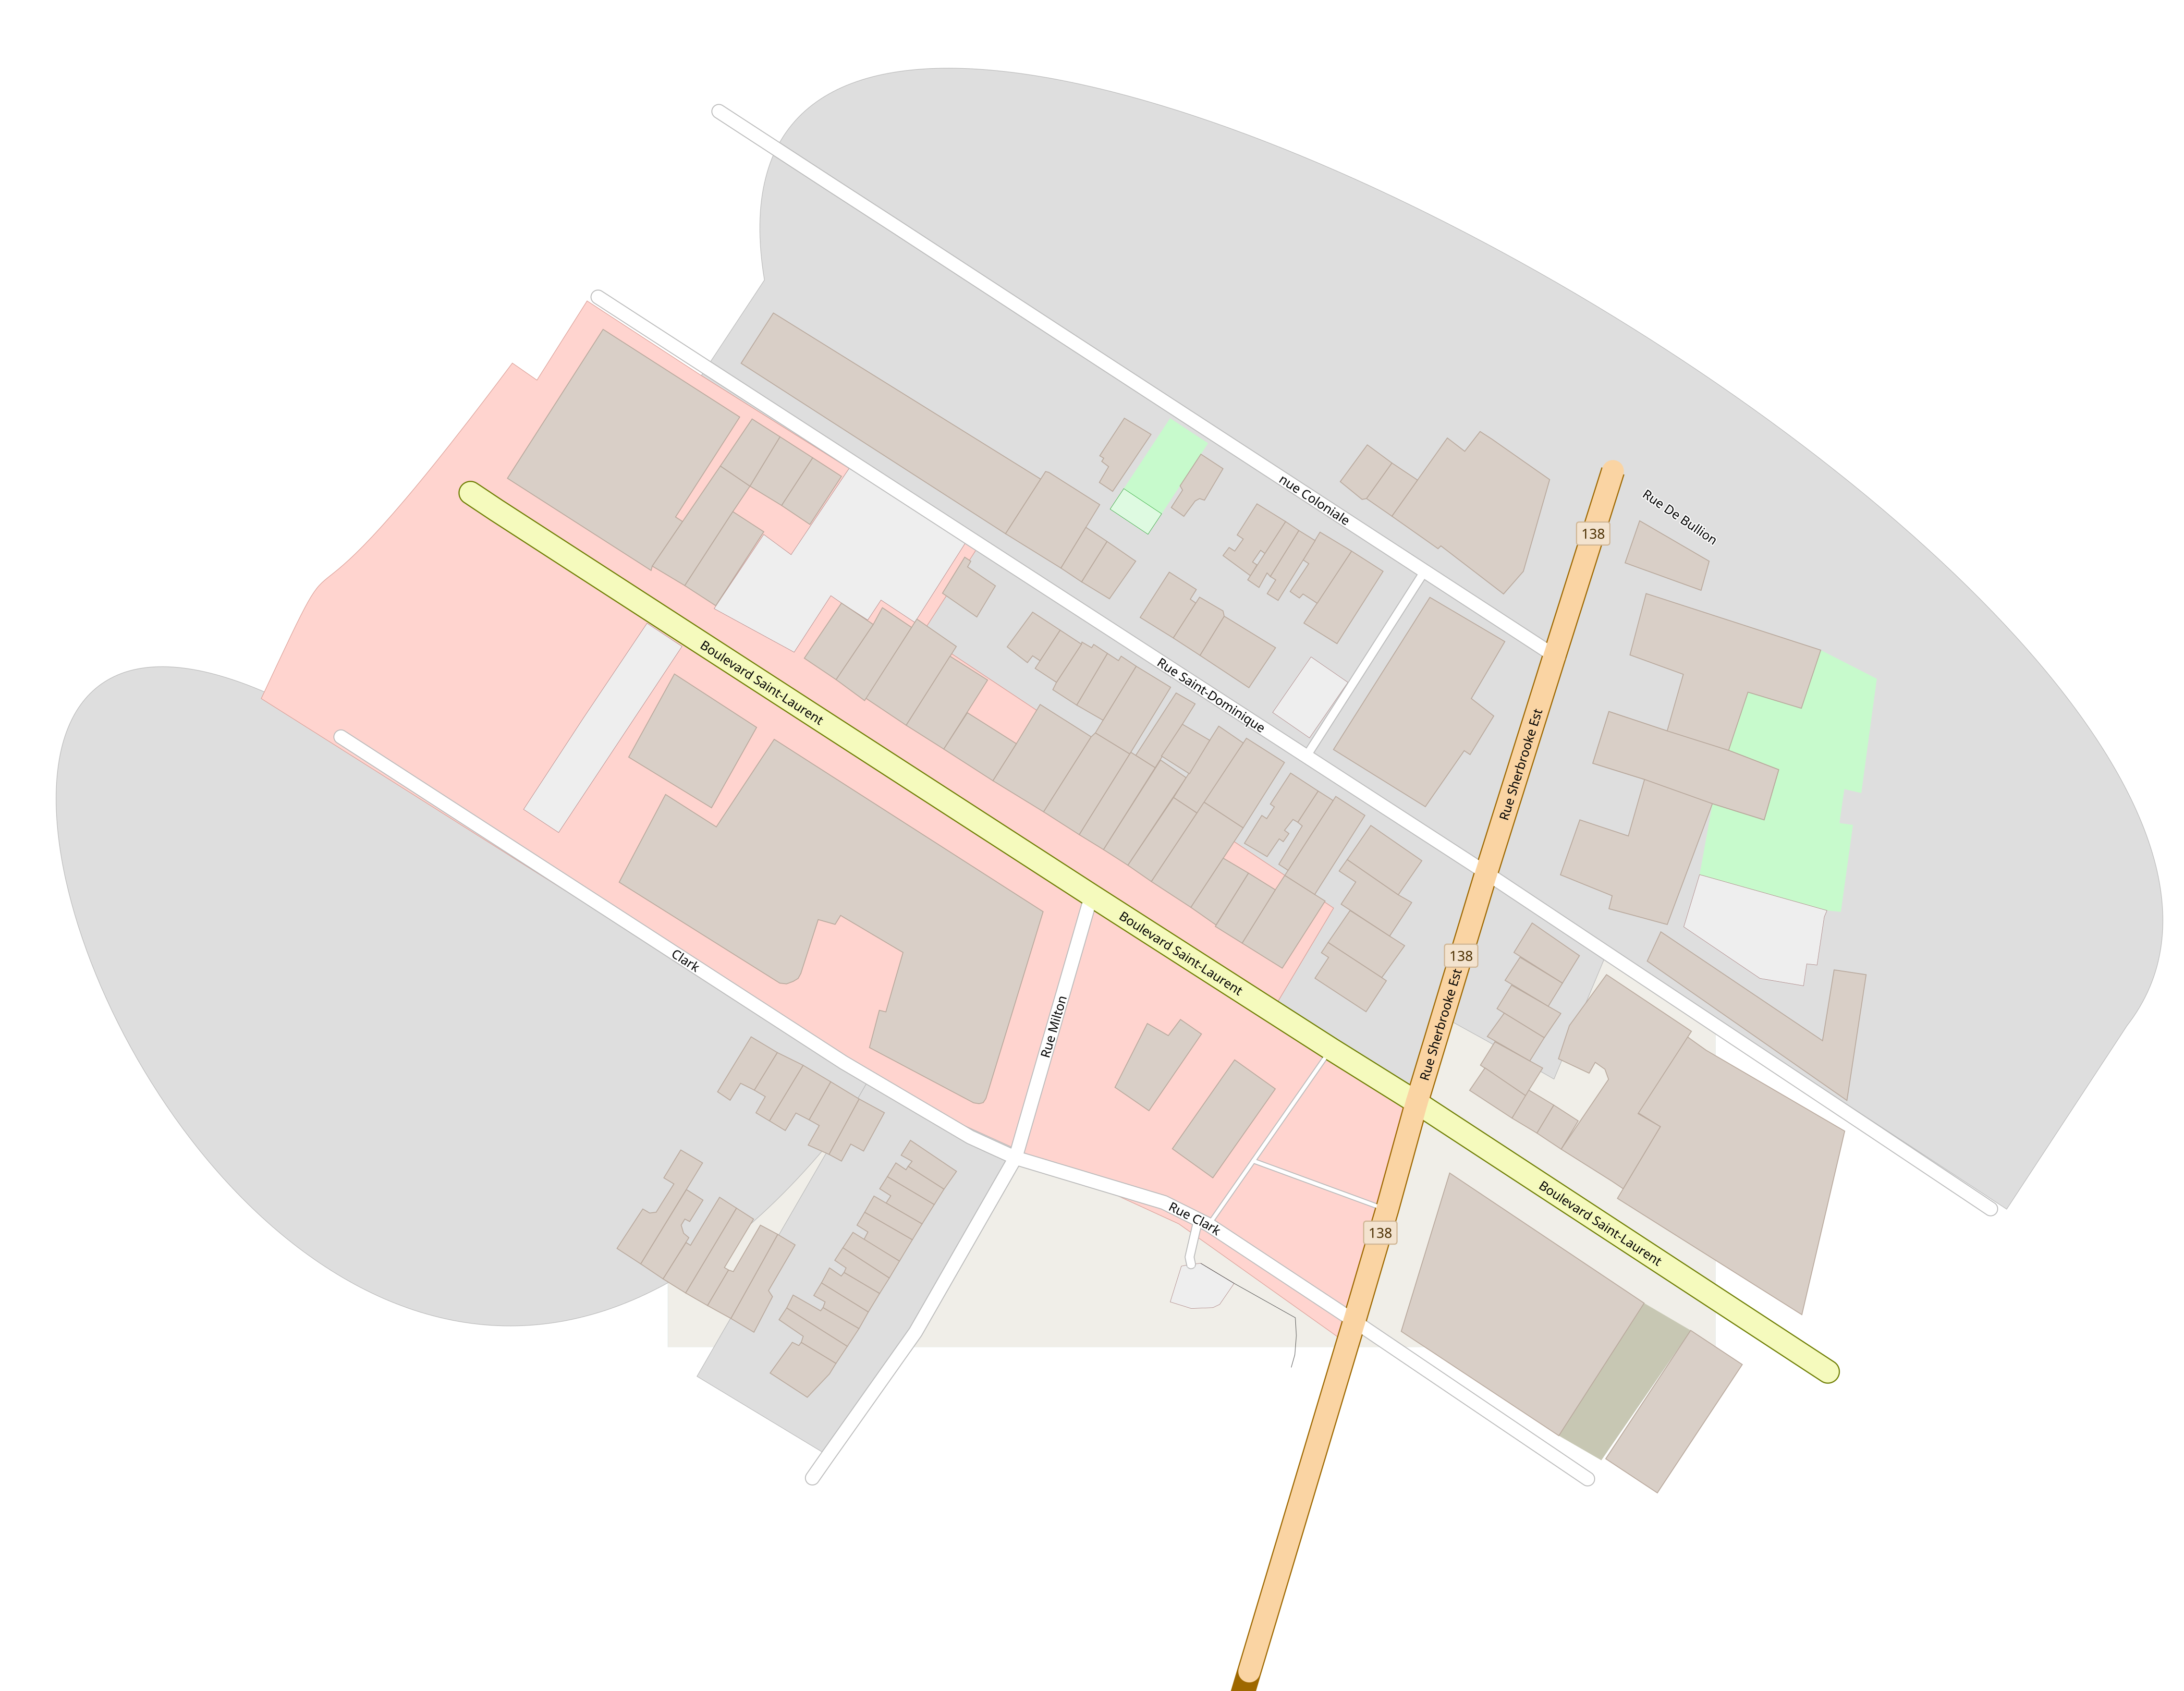 nue Coloniale
Rue De Bullion
138
Boulevard Saint-Laurent
Rue Saint-Dominique
Rue Sherbrooke Est
Clark
Boulevard Saint-Laurent
138
Rue Milton
Rue Sherbrooke Est
Rue Clark
138
Boulevard Saint-Laurent